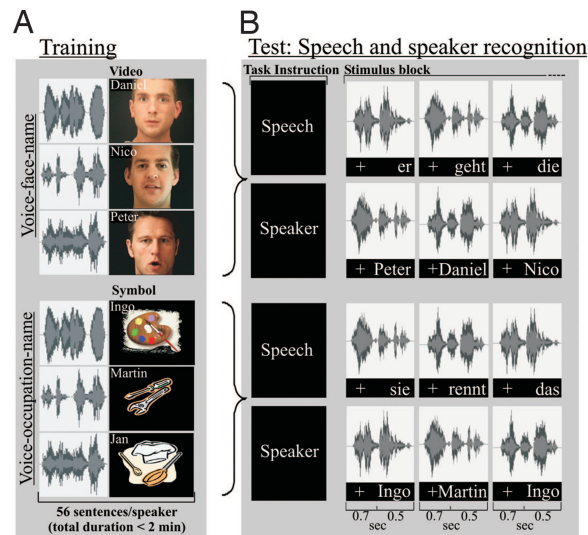 A
Training
Video
Voice-face-name
Daniel
Nico
Peter
Symbol
Voice-occupation-name
Ingo
Martin
Jan
56 sentences/speaker
(total duration < 2 min)
B
Test: Speech and speaker recognition
Task Instruction Stimulus block
Speech
+ er + geht + die
Speaker
+ Peter +Daniel + Nico
Speech
+ sie + rennt + das
Speaker
+ Ingo +Martin + Ingo
0.7 0.5 0.7 0.5 0.7 0.5
sec sec sec